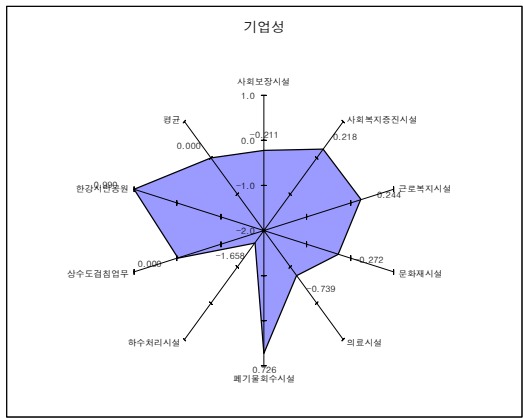 기업성
사회보장시설
1.0
평균
사회복지증진시설
0.0
-0.211
0.218
0.000
한강시민공원
-1.0
근로복지시설
0.244
-2.0
0.009
-1.658
-0.272
상수도검침업무
문화재시설
-0.739
하수처리시설
의료시설
0.726
폐기물회수시설